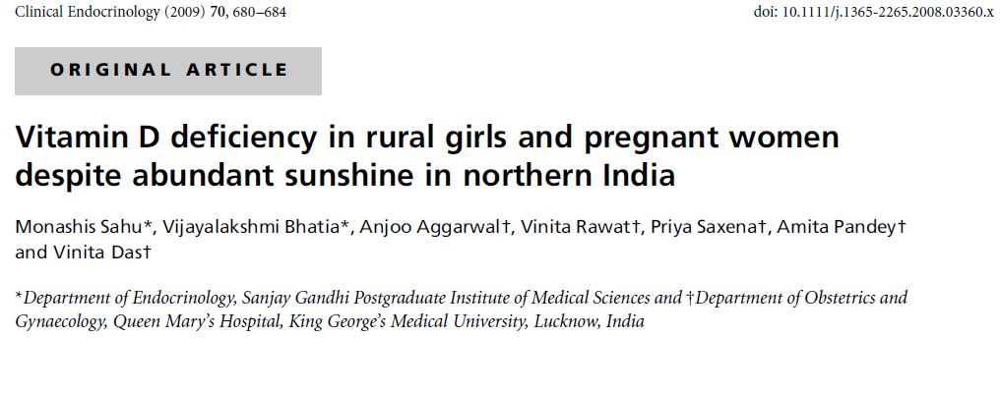 Clinical Endocrinology (2009) 70, 680–684 doi: 10.1111/j.1365-2265.2008.03360.x
ORIGINAL ARTICLE
Vitamin D deficiency in rural girls and pregnant women
despite abundant sunshine in northern India
Monashis Sahu*, Vijayalakshmi Bhatia*, Anjoo Aggarwal†, Vinita Rawat†, Priya Saxena†, Amita Pandey†
and Vinita Das†
*Department of Endocrinology, Sanjay Gandhi Postgraduate Institute of Medical Sciences and †Department of Obstetrics and
Gynaecology, Queen Mary’s Hospital, King George’s Medical University, Lucknow, India